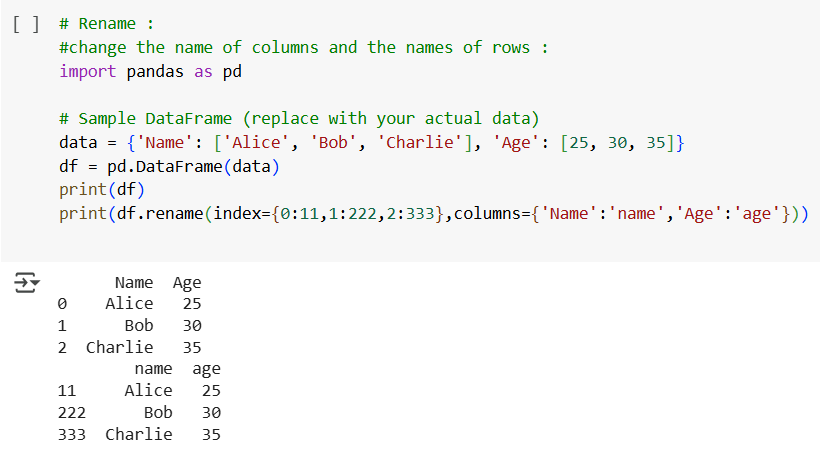 [ ] # Rename :
#change the name of columns and the names of rows :
import pandas as pd
# Sample DataFrame (replace with your actual data)
data = {'Name': ['Alice', 'Bob', 'Charlie'], 'Age': [25, 30, 35]}
df = pd.DataFrame(data)
print(df)
print(df.rename(index={0:11,1:222,2:333},columns={'Name':'name','Age':'age'}))
Name Age
0 Alice 25
1 Bob 30
2 Charlie 35
name age
11 Alice 25
222 Bob 30
333 Charlie 35